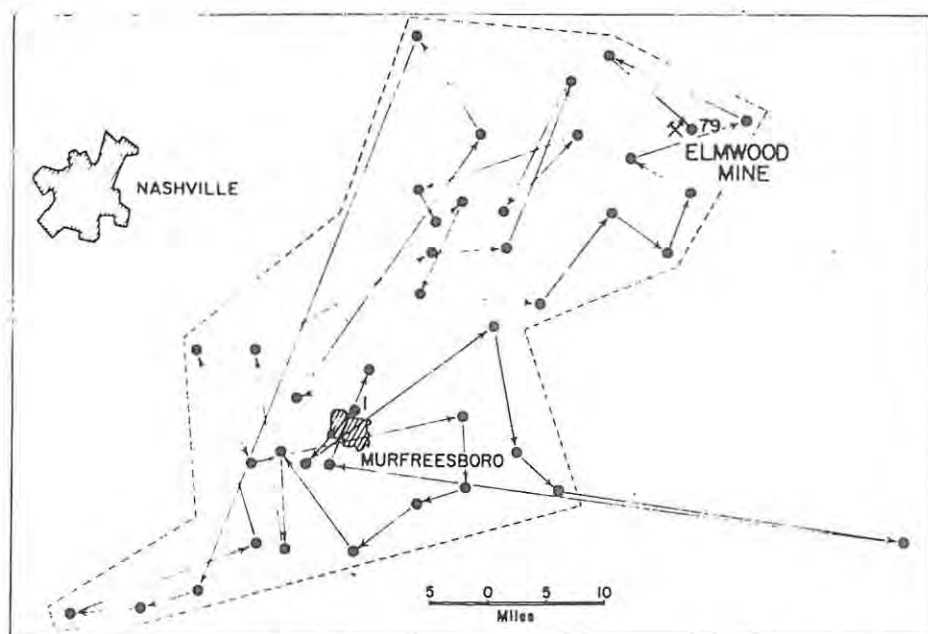 79
ELMWOOD
MINE
NASHVILLE
1
MURFREESBORO
5 0 5 10
Miles